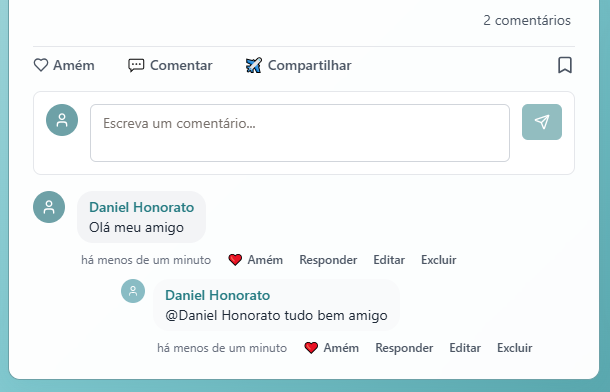 2 comentários
Amém Comentar Compartilhar
Escreva um comentário...
Daniel Honorato
Olá meu amigo
há menos de um minuto Amém Responder Editar Excluir
Daniel Honorato
@Daniel Honorato tudo bem amigo
há menos de um minuto Amém Responder Editar Excluir